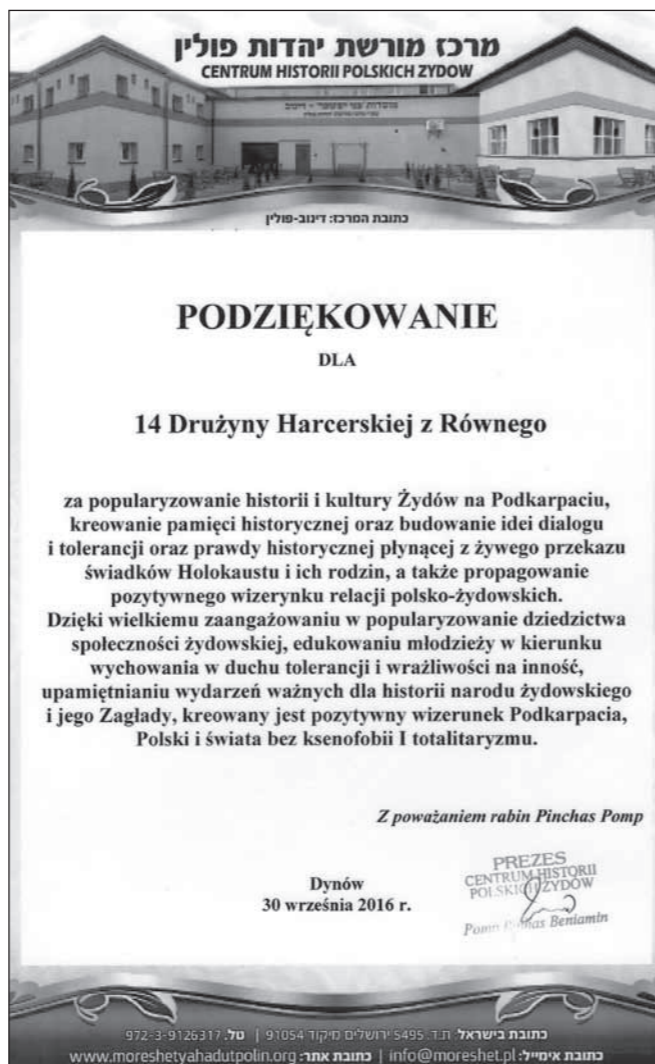 מרכז מורשת יהדות פולין
CENTRUM HISTORII POLSKICH ZYDOW
כתובת המרכז: דינוב-פולין
PODZIĘKOWANIE
DLA
14 Drużyny Harcerskiej z Równego
za popularyzowanie historii i kultury Żydów na Podkarpaciu,
kreowanie pamięci historycznej oraz budowanie idei dialogu
i tolerancji oraz prawdy historycznej płynącej z żywego przekazu
świadków Holokaustu i ich rodzin, a także propagowanie
pozytywnego wizerynku relacji polsko-żydowskich.
Dzięki wielkiemu zaangażowaniu w popularyzowanie dziedzictwa
społeczności żydowskiej, edukowaniu młodzieży w kierunku
wychowania w duchu tolerancji i wrażliwości na inność,
upamiętnianiu wydarzeń ważnych dla historii narodu żydowskiego
i jego Zagłady, kreowany jest pozytywny wizerunek Podkarpacia,
Polski i świata bez ksenofobii I totalitaryzmu.
Z poważaniem rabin Pinchas Pomp
PREZES
CENTRUM HISTORII
POLSKICH ŻYDÓW
Beniamin
Dynów
30 września 2016 r.
כתובת בישראל: ת.ד. 5495 ירושלים מיקוד 91054 | טל. 972-3-9126317
כתובת אימייל: info@moreshet.pl | כתובת אתר: www.moreshetyahadutpolin.org